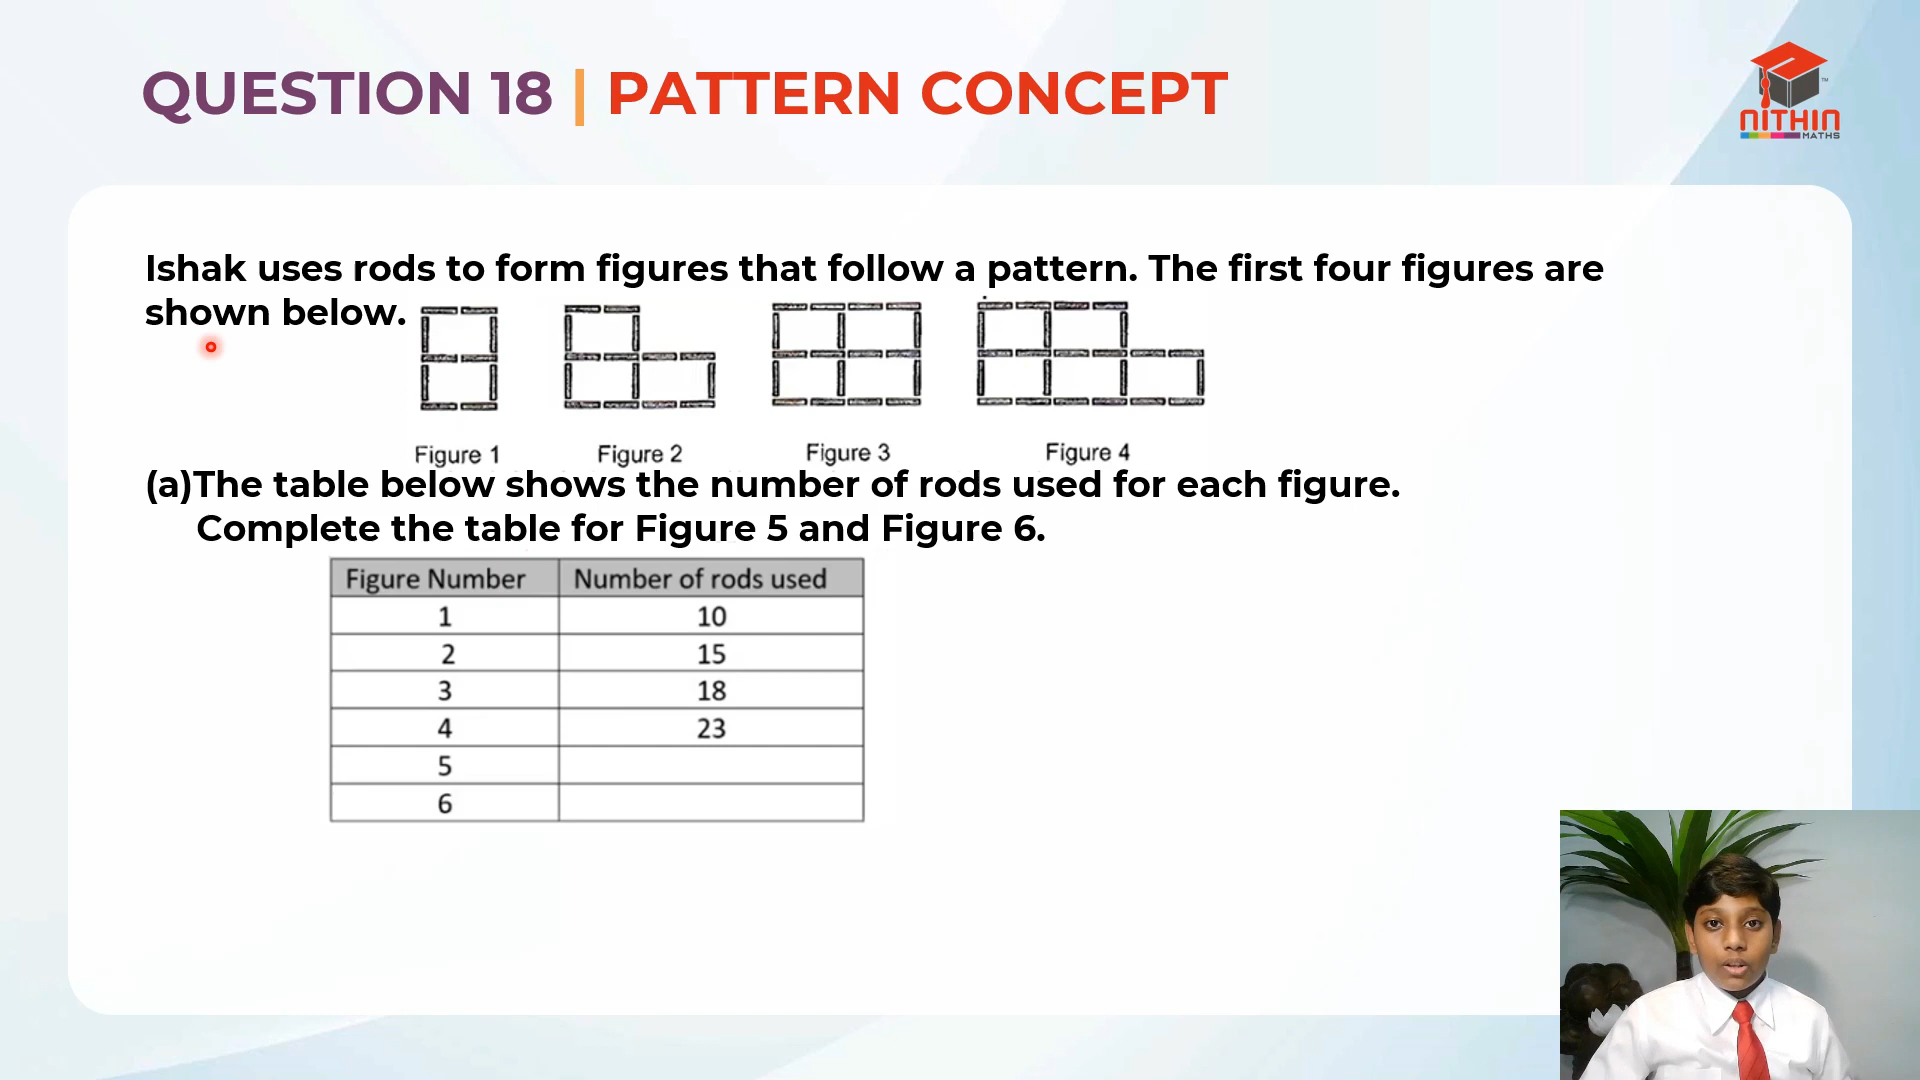 QUESTION 18 | PATTERN CONCEPT
NITHIN
MATHS
TM
Ishak uses rods to form figures that follow a pattern. The first four figures are
shown below.
Figure 1 Figure 2 Figure 3 Figure 4
(a)The table below shows the number of rods used for each figure.
Complete the table for Figure 5 and Figure 6.
Figure Number Number of rods used
1 10
2 15
3 18
4 23
5
6